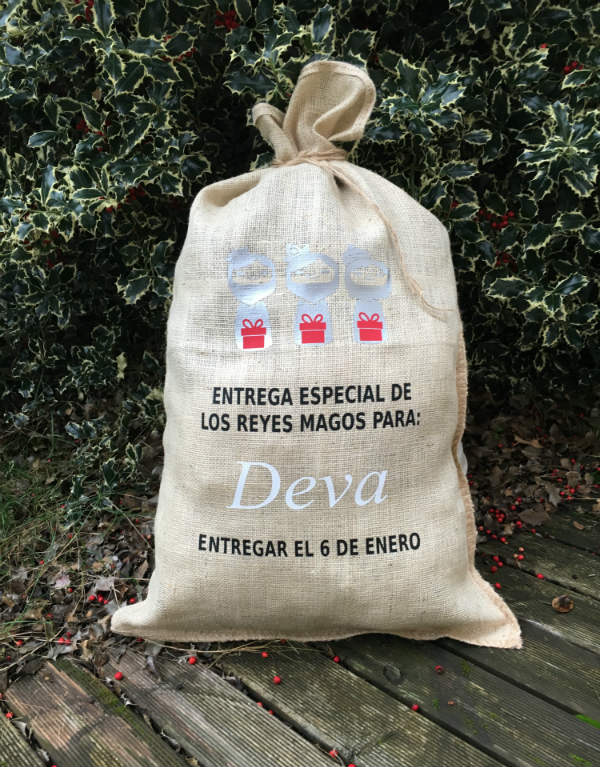 ENTREGA ESPECIAL DE
LOS REYES MAGOS PARA:
Deva
ENTREGAR EL 6 DE ENERO